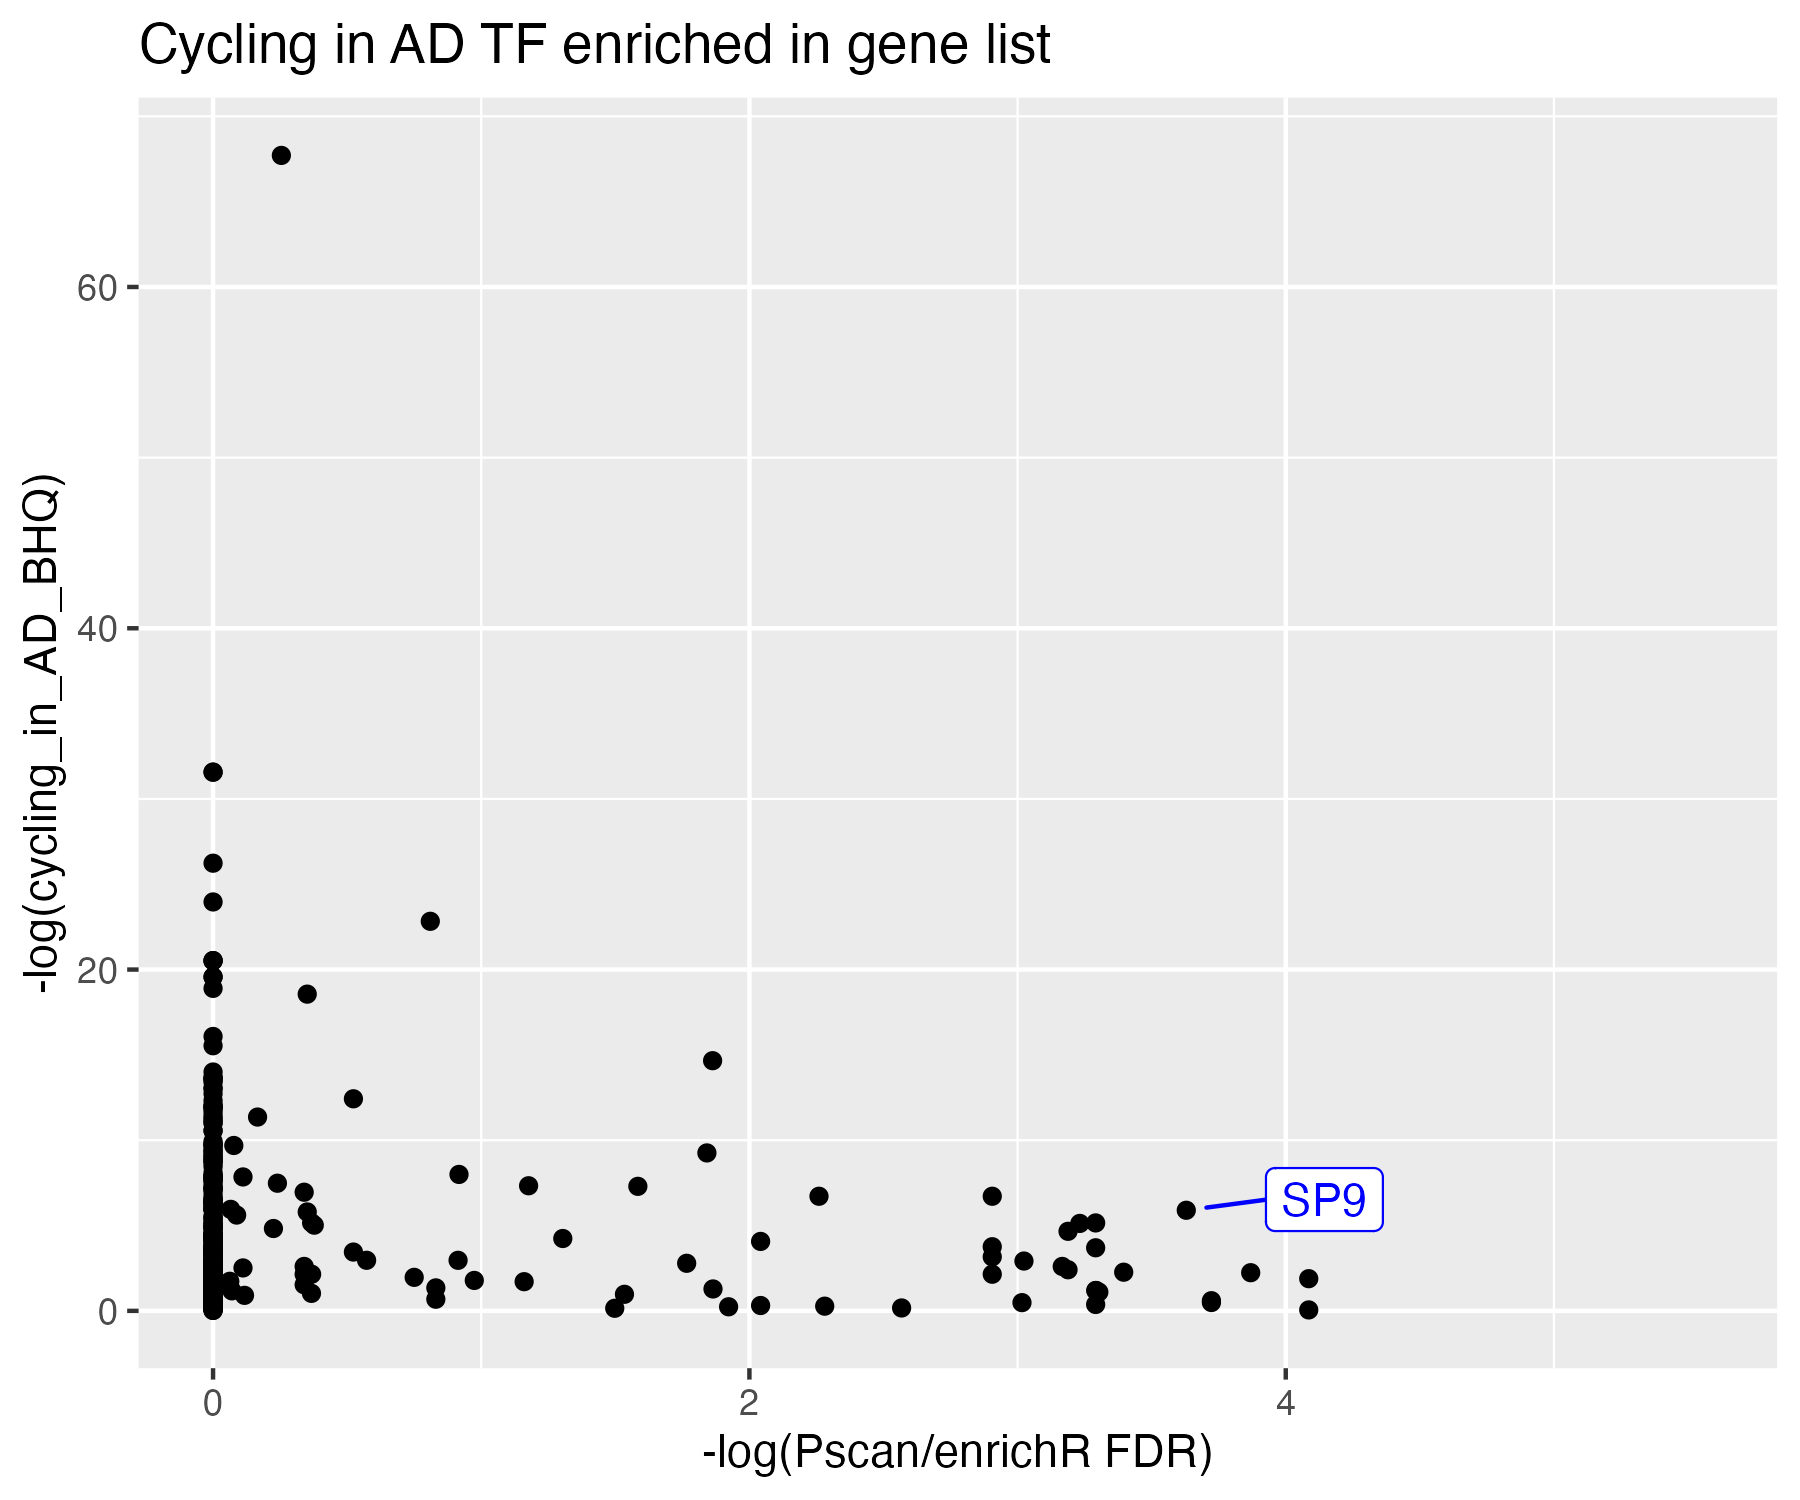 Cycling in AD TF enriched in gene list
-log(cycling_in_AD_BHQ)
60
40
20
0
SP9
0 2 4
-log(Pscan/enrichR FDR)